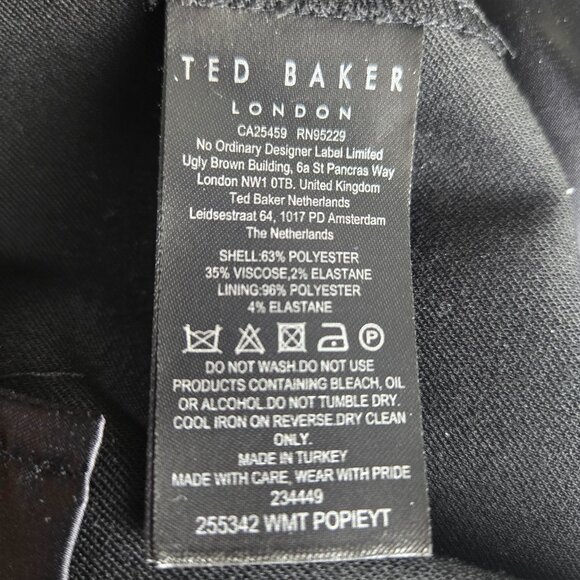 TED BAKER
LONDON
CA25459 RN95229
No Ordinary Designer Label Limited
Ugly Brown Building, 6a St Pancras Way
London NW1 0TB. United Kingdom
Ted Baker Netherlands
Leidsestraat 64, 1017 PD Amsterdam
The Netherlands
SHELL:63% POLYESTER
35% VISCOSE,2% ELASTANE
LINING:96% POLYESTER
4% ELASTANE
P
DO NOT WASH.DO NOT USE
PRODUCTS CONTAINING BLEACH, OIL
OR ALCOHOL.DO NOT TUMBLE DRY.
COOL IRON ON REVERSE.DRY CLEAN
ONLY.
MADE IN TURKEY
MADE WITH CARE, WEAR WITH PRIDE
234449
255342 WMT POPIEYT